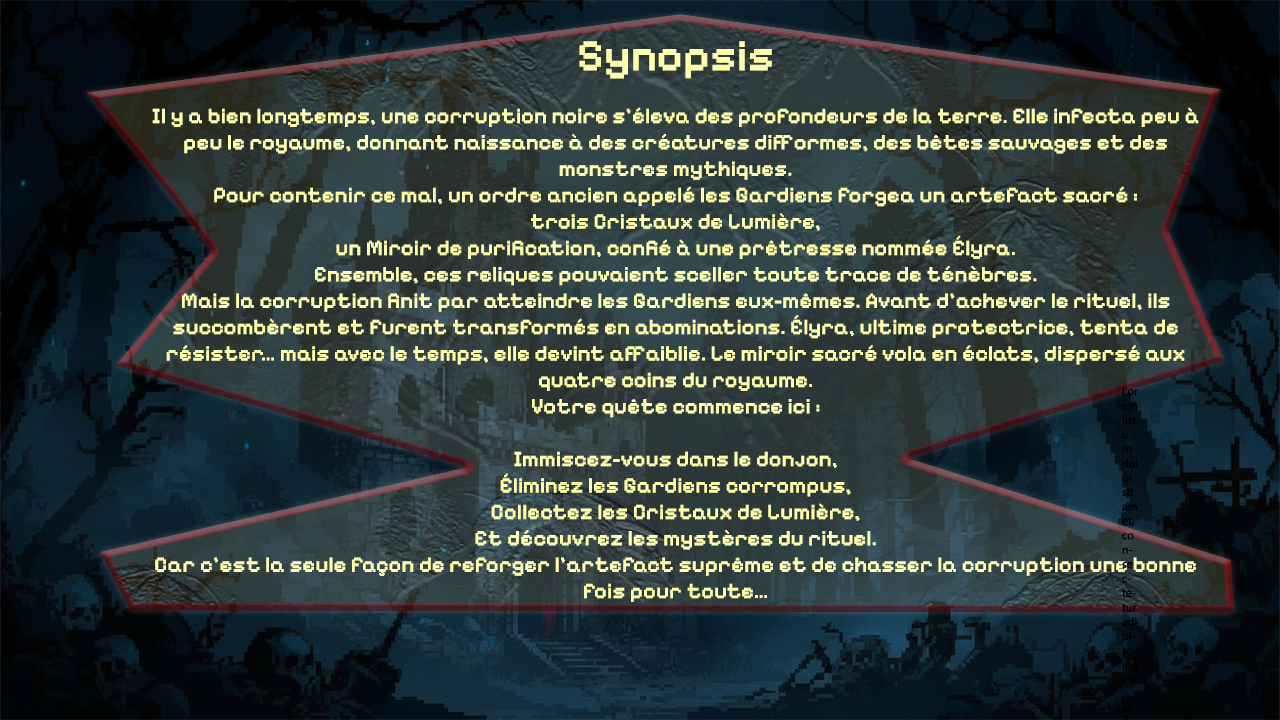 Synopsis
Il y a bien longtemps, une corruption noire s'éleva des profondeurs de la terre. Elle infecta peu à
peu le royaume, donnant naissance à des créatures difformes, des bêtes sauvages et des
monstres mythiques.
Pour contenir ce mal, un ordre ancien appelé les Gardiens forgea un artefact sacré :
trois Cristaux de Lumière,
un Miroir de purification, confié à une prêtresse nommée Élyra.
Ensemble, ces reliques pouvaient sceller toute trace de ténèbres.
Mais la corruption finit par atteindre les Gardiens eux-mêmes. Avant d'achever le rituel, ils
succombèrent et furent transformés en abominations. Élyra, ultime protectrice, tenta de
résister... mais avec le temps, elle devint affaiblie. Le miroir sacré vola en éclats, dispersé aux
quatre coins du royaume.
Votre quête commence ici :
Immiscez-vous dans le donjon,
Éliminez les Gardiens corrompus,
Collectez les Cristaux de Lumière,
Et découvrez les mystères du rituel.
Car c'est la seule façon de reforger l'artefact suprême et de chasser la corruption une bonne
fois pour toute...
Lor
em
ips
u
m
dol
or
sit
am
et,
co
n-
te-
tur